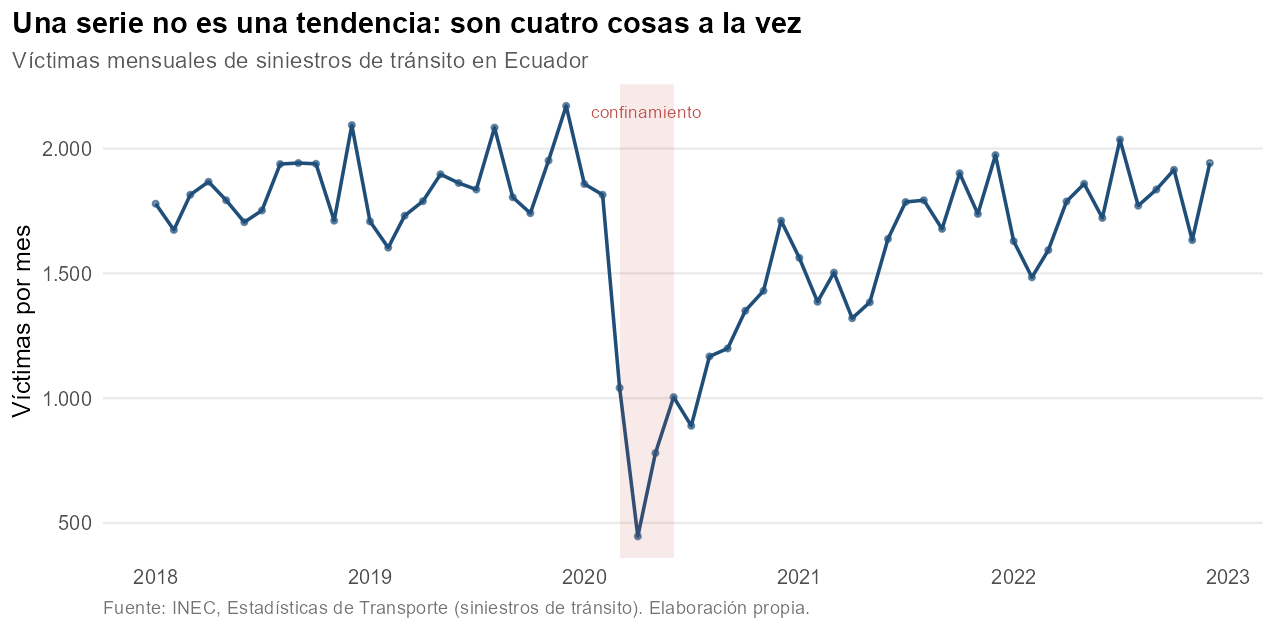 Una serie no es una tendencia: son cuatro cosas a la vez
Víctimas mensuales de siniestros de tránsito en Ecuador
confinamiento
Víctimas por mes
2.000
1.500
1.000
500
2018 2019 2020 2021 2022 2023
Fuente: INEC, Estadísticas de Transporte (siniestros de tránsito). Elaboración propia.